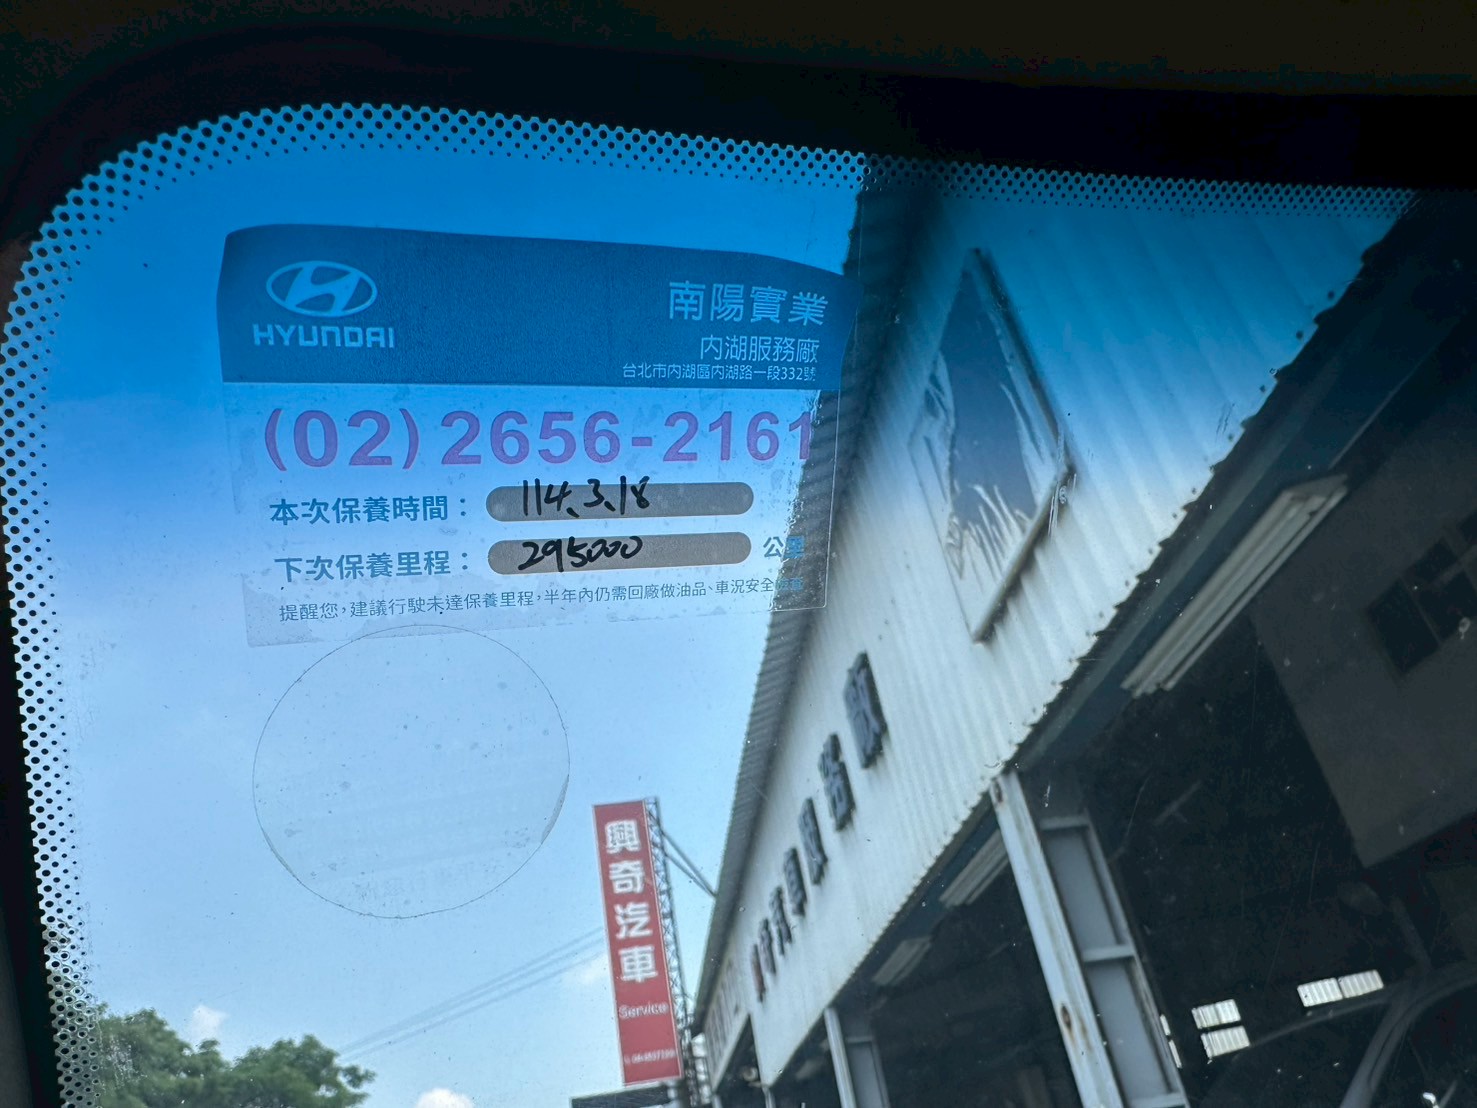 HYUNDAI
南陽實業
內湖服務廠
台北市內湖區內湖路一段332號
(02)2656-2161
本次保養時間： 114.3.18
下次保養里程： 295000 公里
提醒您，建議行駛未達保養里程，半年內仍需回廠做油品、車況安全檢查
興奇汽車
Service